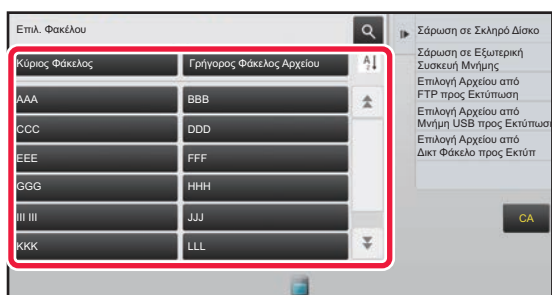 Επιλ. Φακέλου
Κύριος Φάκελος
Γρήγορος Φάκελος Αρχείου
AAA
BBB
CCC
DDD
EEE
FFF
GGG
HHH
III III
JJJ
KKK
LLL
Σάρωση σε Σκληρό Δίσκο
Σάρωση σε Εξωτερική
Συσκευή Μνήμης
Επιλογή Αρχείου από
FTP προς Εκτύπωση
Επιλογή Αρχείου από
Μνήμη USB προς Εκτύπωση
Επιλογή Αρχείου από
Δικτ Φάκελο προς Εκτύπ
CA